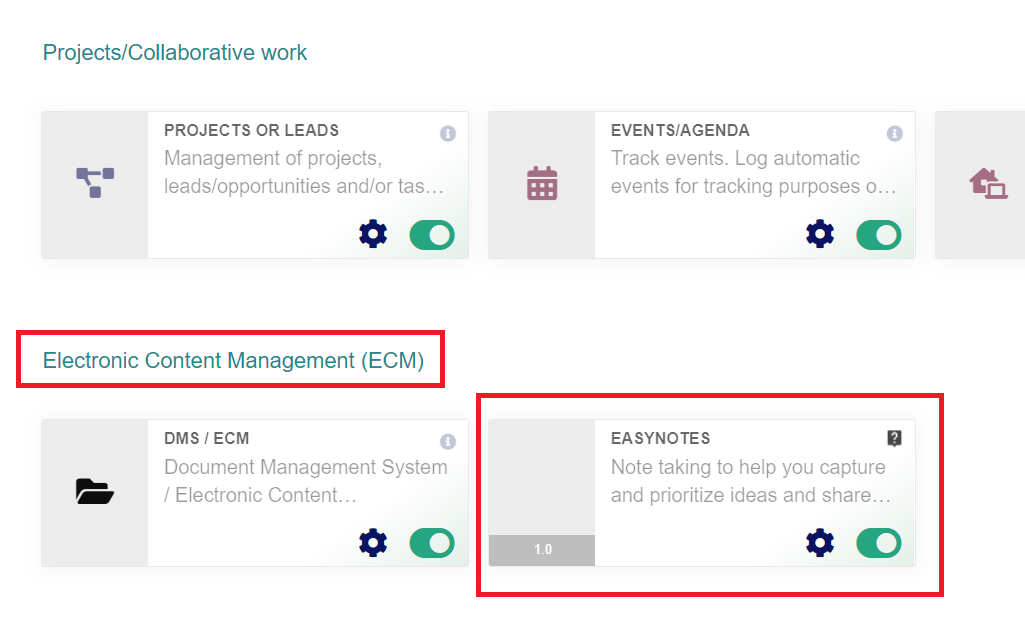 Projects/Collaborative work
PROJECTS OR LEADS
Management of projects,
leads/opportunities and/or tas...
EVENTS/AGENDA
Track events. Log automatic
events for tracking purposes o...
Electronic Content Management (ECM)
DMS / ECM
Document Management System
/ Electronic Content...
EASYNOTES
Note taking to help you capture
and prioritize ideas and share...
1.0